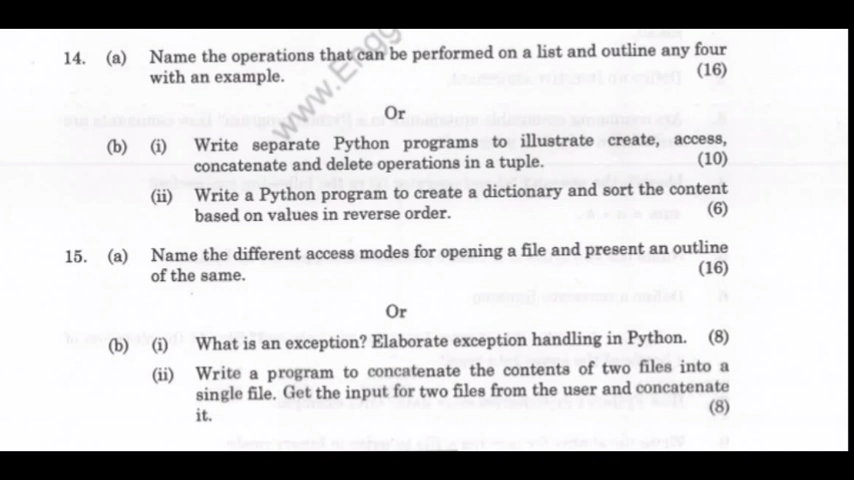 14. (a) Name the operations that can be performed on a list and outline any four
with an example. (16)
Or
(b) (i) Write separate Python programs to illustrate create, access,
concatenate and delete operations in a tuple. (10)
(ii) Write a Python program to create a dictionary and sort the content
based on values in reverse order. (6)
15. (a) Name the different access modes for opening a file and present an outline
of the same. (16)
Or
(b) (i) What is an exception? Elaborate exception handling in Python. (8)
(ii) Write a program to concatenate the contents of two files into a
single file. Get the input for two files from the user and concatenate
it. (8)
www.Engg